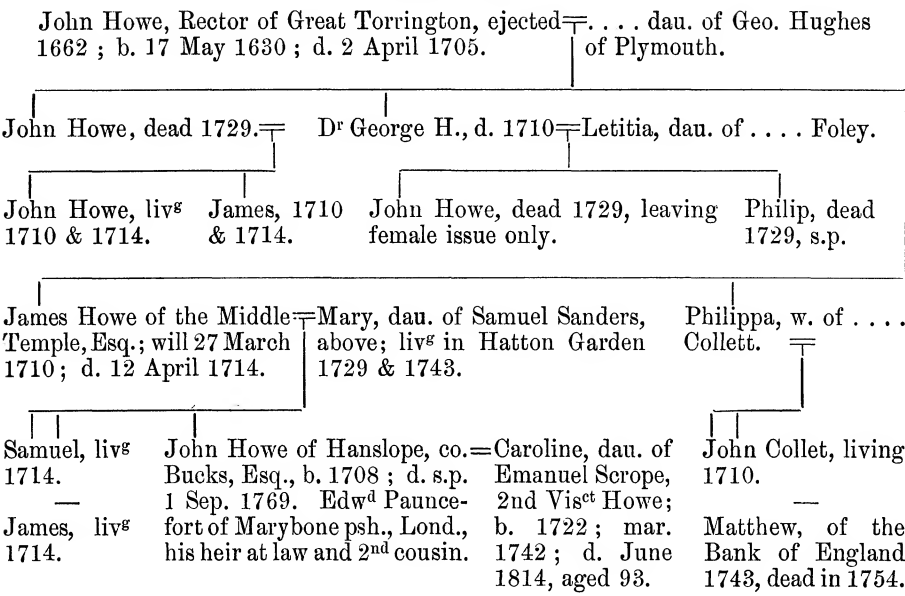 John Howe, Rector of Great Torrington, ejected=. . . . dau. of Geo. Hughes
1662 ; b. 17 May 1630 ; d. 2 April 1705. of Plymouth.
John Howe, dead 1729.= Dr George H., d. 1710=Letitia, dau. of . . . . Foley.
John Howe, livg
1710 & 1714.
James, 1710
& 1714.
John Howe, dead 1729, leaving
female issue only.
Philip, dead
1729, s.p.
James Howe of the Middle=
Temple, Esq.; will 27 March
1710 ; d. 12 April 1714.
Mary, dau. of Samuel Sanders,
above; livg in Hatton Garden
1729 & 1743.
Philippa, w. of . . . .
Collett. =
Samuel, livg
1714.
—
James, livg
1714.
John Howe of Hanslope, co.=
Bucks, Esq., b. 1708 ; d. s.p.
1 Sep. 1769. Edwd Paunce-
fort of Marybone psh., Lond.,
his heir at law and 2nd cousin.
Caroline, dau. of
Emanuel Scrope,
2nd Visct Howe;
b. 1722 ; mar.
1742 ; d. June
1814, aged 93.
John Collet, living
1710.
—
Matthew, of the
Bank of England
1743, dead in 1754.